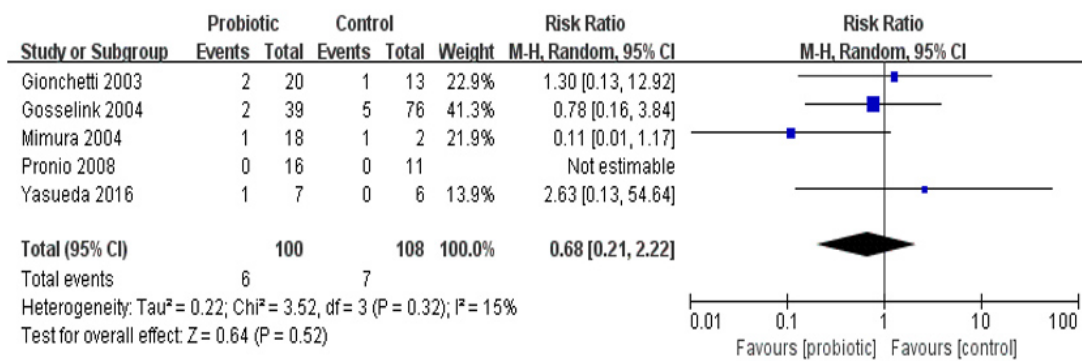 Probiotic Control Risk Ratio Risk Ratio
Study or Subgroup Events Total Events Total Weight M-H, Random, 95% CI M-H, Random, 95% CI
Gionchetti 2003 2 20 1 13 22.9% 1.30 [0.13, 12.92]
Gosselink 2004 2 39 5 76 41.3% 0.78 [0.16, 3.84]
Mimura 2004 1 18 1 2 21.9% 0.11 [0.01, 1.17]
Pronio 2008 0 16 0 11 Not estimable
Yasueda 2016 1 7 0 6 13.9% 2.63 [0.13, 54.64]
Total (95% CI) 100 108 100.0% 0.68 [0.21, 2.22]
Total events 6 7
Heterogeneity: Tau² = 0.22; Chi² = 3.52, df = 3 (P = 0.32); I² = 15%
Test for overall effect: Z = 0.64 (P = 0.52)
0.01 0.1 1 10 100
Favours [probiotic] Favours [control]